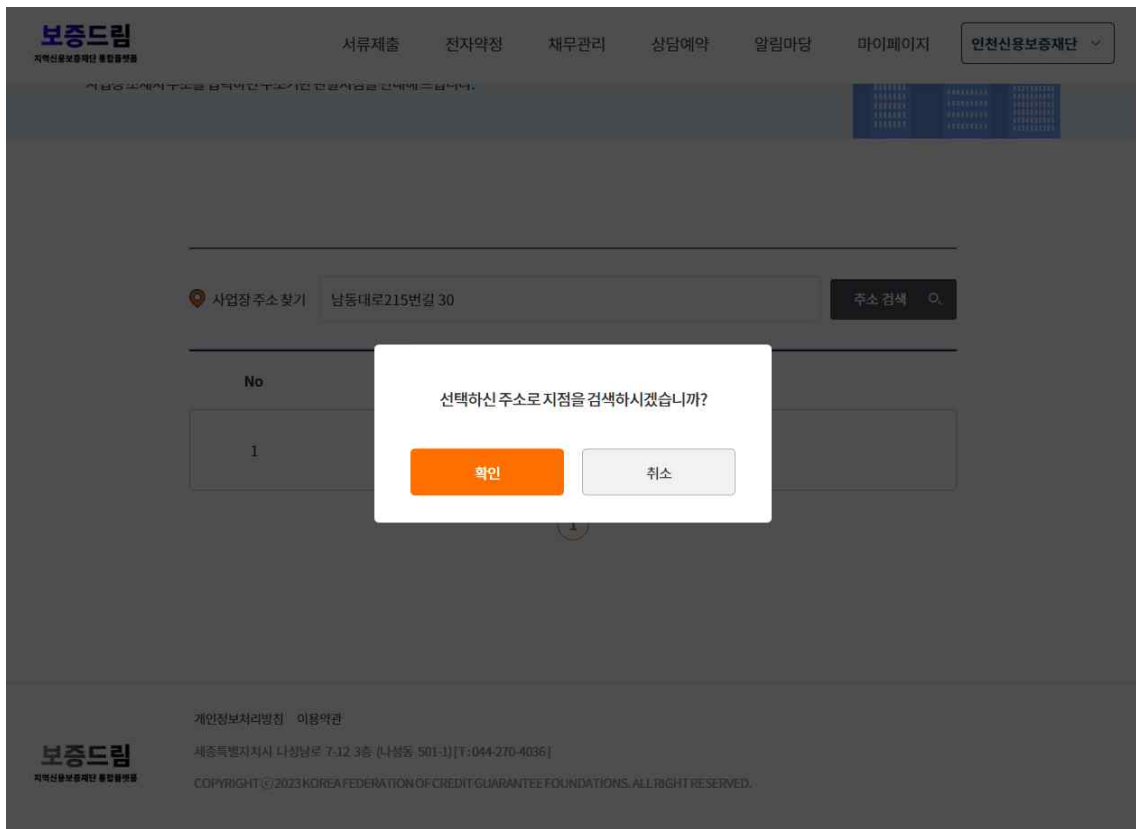 보증드림
지역신용보증재단 통합플랫폼
서류제출 전자약정 채무관리 상담예약 알림마당 마이페이지 인천신용보증재단
사업장 주소 찾기 남동대로215번길 30 주소 검색
No
선택하신 주소로 지점을 검색하시겠습니까?
1
확인 취소
1
개인정보처리방침 이용약관
보증드림
지역신용보증재단 통합플랫폼
세종특별자치시 나성남로 7-12 3층 (나성동 501-1) [T : 044-270-4036]
COPYRIGHT ⓒ 2023 KOREA FEDERATION OF CREDIT GUARANTEE FOUNDATIONS. ALL RIGHT RESERVED.